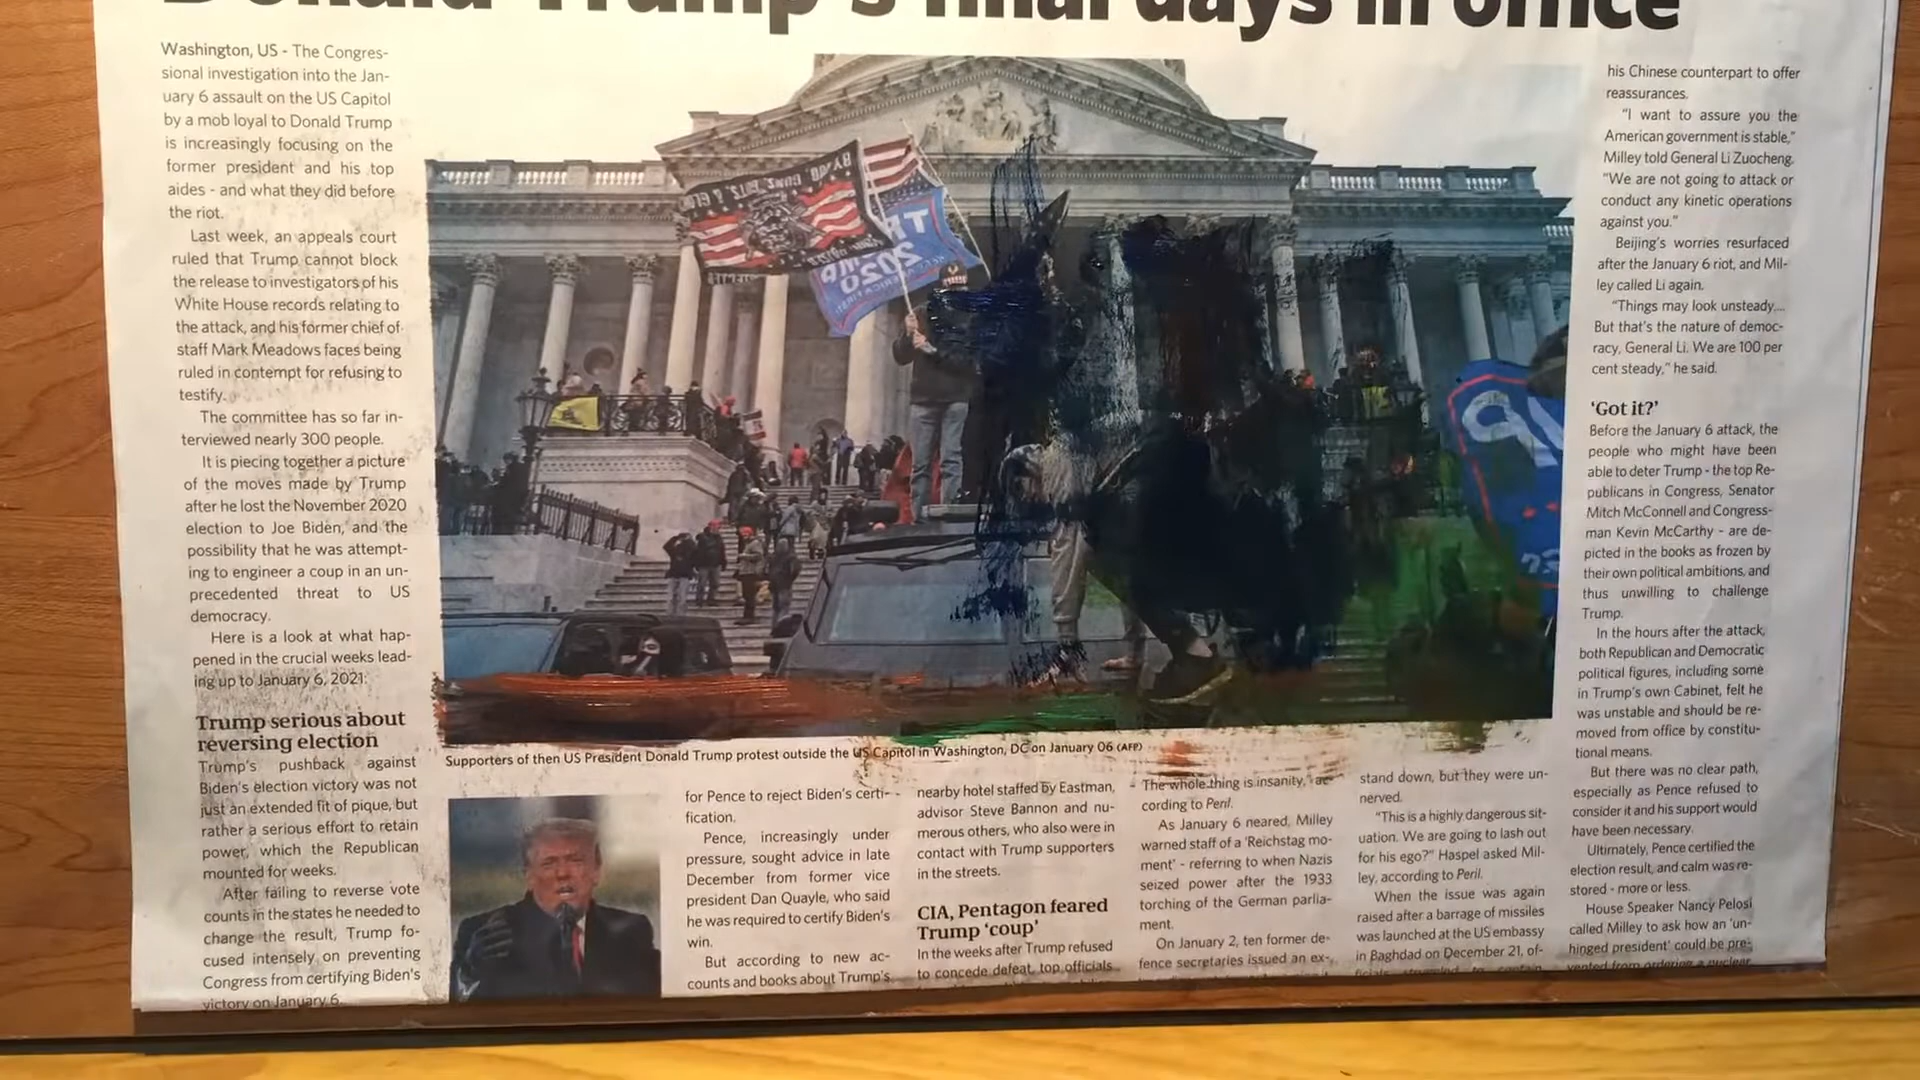 Donald Trump's final days in office
Washington, US - The Congres-
sional investigation into the Jan-
uary 6 assault on the US Capitol
by a mob loyal to Donald Trump
is increasingly focusing on the
former president and his top
aides - and what they did before
the riot.
Last week, an appeals court
ruled that Trump cannot block
the release to investigators of his
White House records relating to
the attack, and his former chief of
staff Mark Meadows faces being
ruled in contempt for refusing to
testify.
The committee has so far in-
terviewed nearly 300 people.
It is piecing together a picture
of the moves made by Trump
after he lost the November 2020
election to Joe Biden, and the
possibility that he was attempt-
ing to engineer a coup in an un-
precedented threat to US
democracy.
Here is a look at what hap-
pened in the crucial weeks lead-
ing up to January 6, 2021:
Trump serious about
reversing election
Trump's pushback against
Biden's election victory was not
just an extended fit of pique, but
rather a serious effort to retain
power, which the Republican
mounted for weeks.
After failing to reverse vote
counts in the states he needed to
change the result, Trump fo-
cused intensely on preventing
Congress from certifying Biden's
victory on January 6.
TRUMP
2020
Supporters of then US President Donald Trump protest outside the US Capitol in Washington, DC on January 06 (AFP)
for Pence to reject Biden's certi-
fication.
Pence, increasingly under
pressure, sought advice in late
December from former vice
president Dan Quayle, who said
he was required to certify Biden's
win.
But according to new ac-
counts and books about Trump's
nearby hotel staffed by Eastman,
advisor Steve Bannon and nu-
merous others, who also were in
contact with Trump supporters
in the streets.
CIA, Pentagon feared
Trump 'coup'
In the weeks after Trump refused
to concede defeat, top officials
"The whole thing is insanity," ac-
cording to Peril.
As January 6 neared, Milley
warned staff of a 'Reichstag mo-
ment' - referring to when Nazis
seized power after the 1933
torching of the German parlia-
ment.
On January 2, ten former de-
fence secretaries issued an ex-
stand down, but they were un-
nerved.
"This is a highly dangerous sit-
uation. We are going to lash out
for his ego?" Haspel asked Mil-
ley, according to Peril.
When the issue was again
raised after a barrage of missiles
was launched at the US embassy
in Baghdad on December 21, of-
ficials struggled to contain
his Chinese counterpart to offer
reassurances.
"I want to assure you the
American government is stable,"
Milley told General Li Zuocheng.
"We are not going to attack or
conduct any kinetic operations
against you."
Beijing's worries resurfaced
after the January 6 riot, and Mil-
ley called Li again.
"Things may look unsteady....
But that's the nature of democ-
racy, General Li. We are 100 per
cent steady," he said.
'Got it?'
Before the January 6 attack, the
people who might have been
able to deter Trump - the top Re-
publicans in Congress, Senator
Mitch McConnell and Congress-
man Kevin McCarthy - are de-
picted in the books as frozen by
their own political ambitions, and
thus unwilling to challenge
Trump.
In the hours after the attack,
both Republican and Democratic
political figures, including some
in Trump's own Cabinet, felt he
was unstable and should be re-
moved from office by constitu-
tional means.
But there was no clear path,
especially as Pence refused to
consider it and his support would
have been necessary.
Ultimately, Pence certified the
election result, and calm was re-
stored - more or less.
House Speaker Nancy Pelosi
called Milley to ask how an 'un-
hinged president' could be pre-
vented from ordering a nuclear